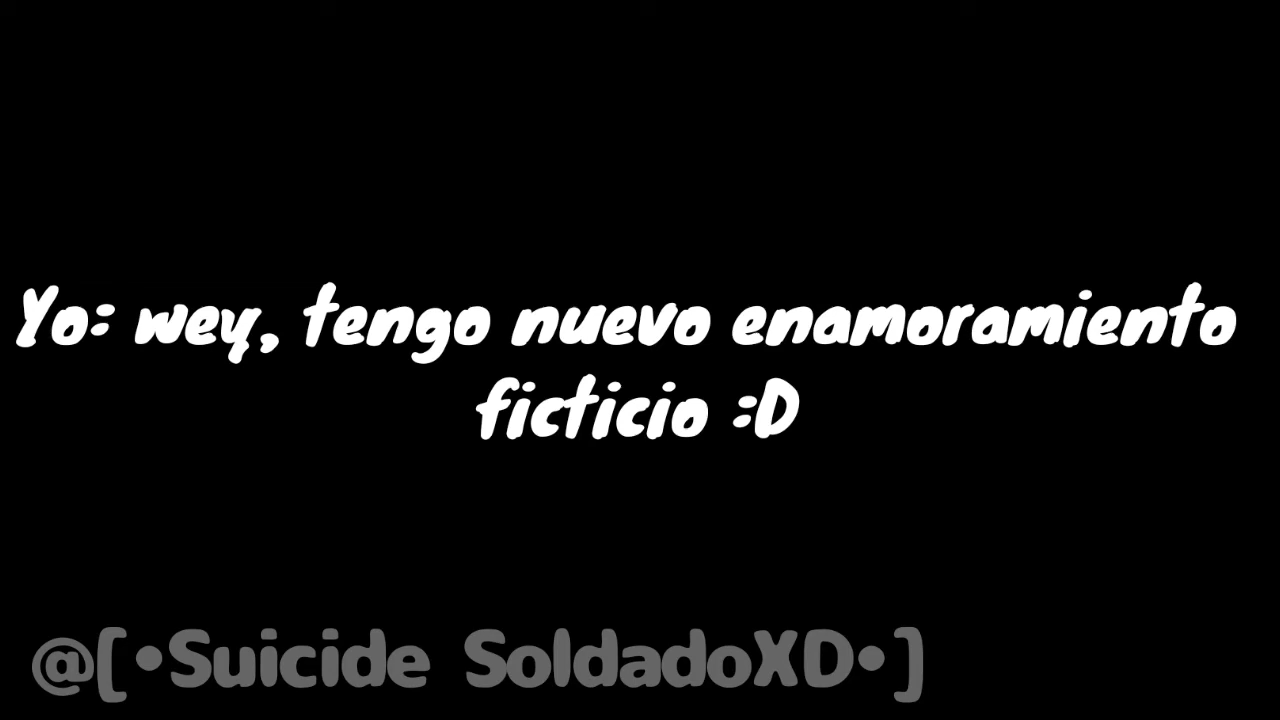 Yo: wey, tengo nuevo enamoramiento
ficticio :D
@[•Suicide SoldadoXD•]